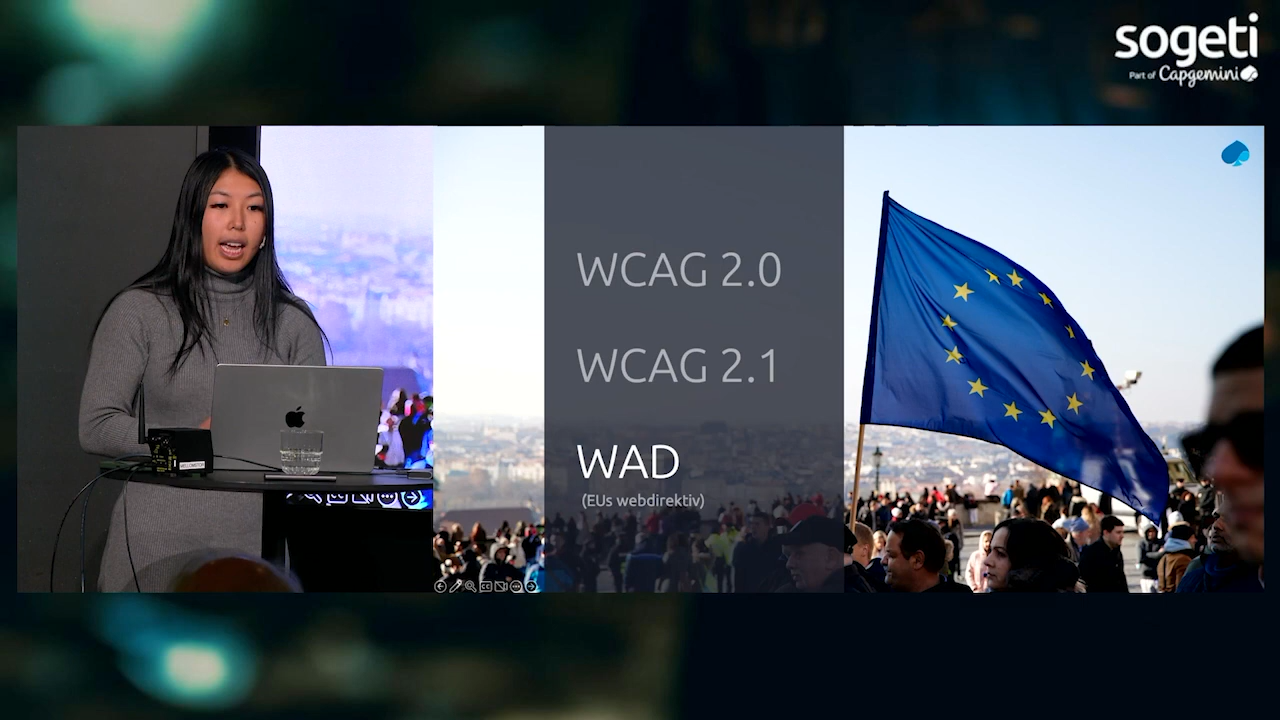 sogeti
Part of Capgemini
WCAG 2.0
WCAG 2.1
WAD
(EUs webdirektiv)